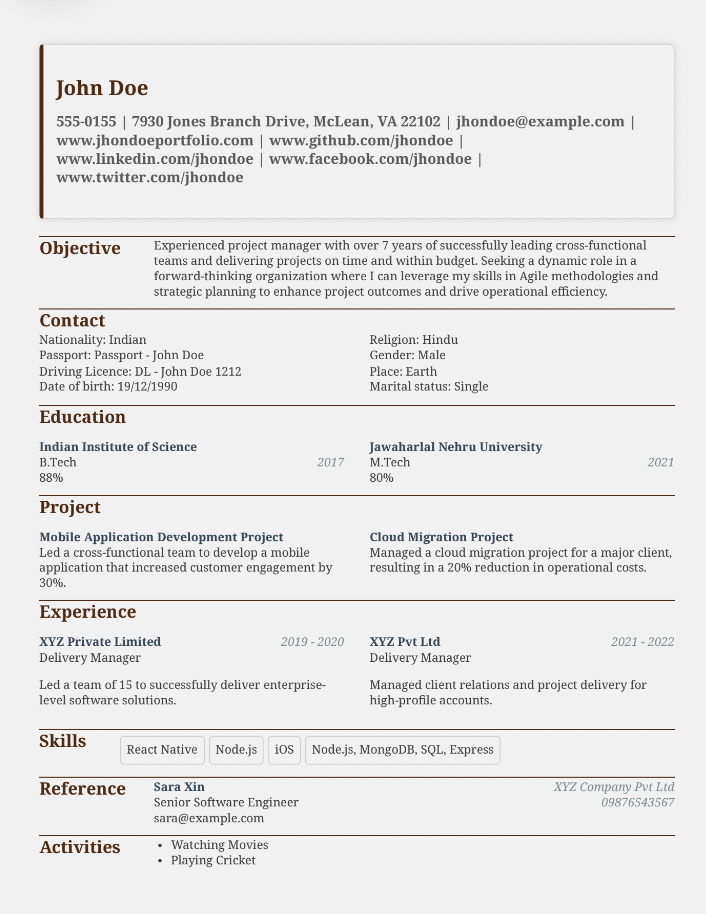 John Doe
555-0155 | 7930 Jones Branch Drive, McLean, VA 22102 | jhondoe@example.com |
www.jhondoeportfolio.com | www.github.com/jhondoe |
www.linkedin.com/jhondoe | www.facebook.com/jhondoe |
www.twitter.com/jhondoe
Objective
Experienced project manager with over 7 years of successfully leading cross-functional
teams and delivering projects on time and within budget. Seeking a dynamic role in a
forward-thinking organization where I can leverage my skills in Agile methodologies and
strategic planning to enhance project outcomes and drive operational efficiency.
Contact
Nationality: Indian
Passport: Passport - John Doe
Driving Licence: DL - John Doe 1212
Date of birth: 19/12/1990
Religion: Hindu
Gender: Male
Place: Earth
Marital status: Single
Education
Indian Institute of Science
B.Tech 2017
88%
Jawaharlal Nehru University
M.Tech 2021
80%
Project
Mobile Application Development Project
Led a cross-functional team to develop a mobile
application that increased customer engagement by
30%.
Cloud Migration Project
Managed a cloud migration project for a major client,
resulting in a 20% reduction in operational costs.
Experience
XYZ Private Limited 2019 - 2020
Delivery Manager
Led a team of 15 to successfully deliver enterprise-
level software solutions.
XYZ Pvt Ltd 2021 - 2022
Delivery Manager
Managed client relations and project delivery for
high-profile accounts.
Skills
React Native Node.js iOS Node.js, MongoDB, SQL, Express
Reference
Sara Xin XYZ Company Pvt Ltd
Senior Software Engineer 09876543567
sara@example.com
Activities
• Watching Movies
• Playing Cricket